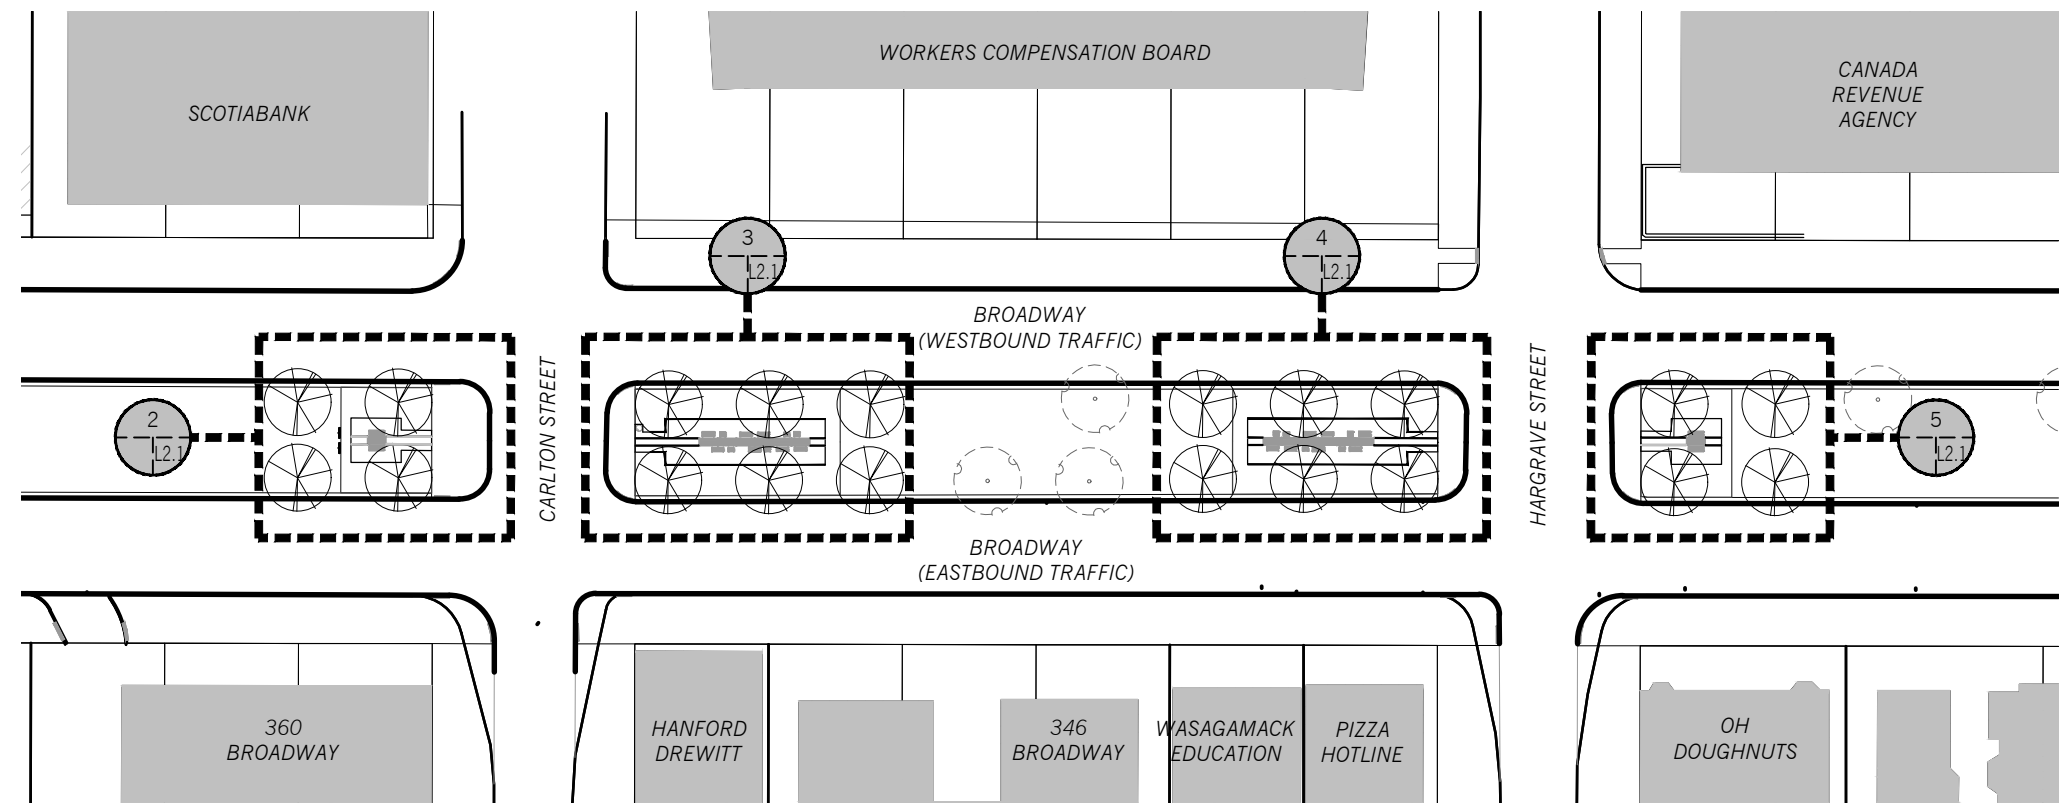 SCOTIABANK
WORKERS COMPENSATION BOARD
CANADA
REVENUE
AGENCY
3
L2.1
4
L2.1
BROADWAY
(WESTBOUND TRAFFIC)
2
L2.1
CARLTON STREET
HARGRAVE STREET
5
L2.1
BROADWAY
(EASTBOUND TRAFFIC)
360
BROADWAY
HANFORD
DREWITT
346
BROADWAY
WASAGAMACK
EDUCATION
PIZZA
HOTLINE
OH
DOUGHNUTS